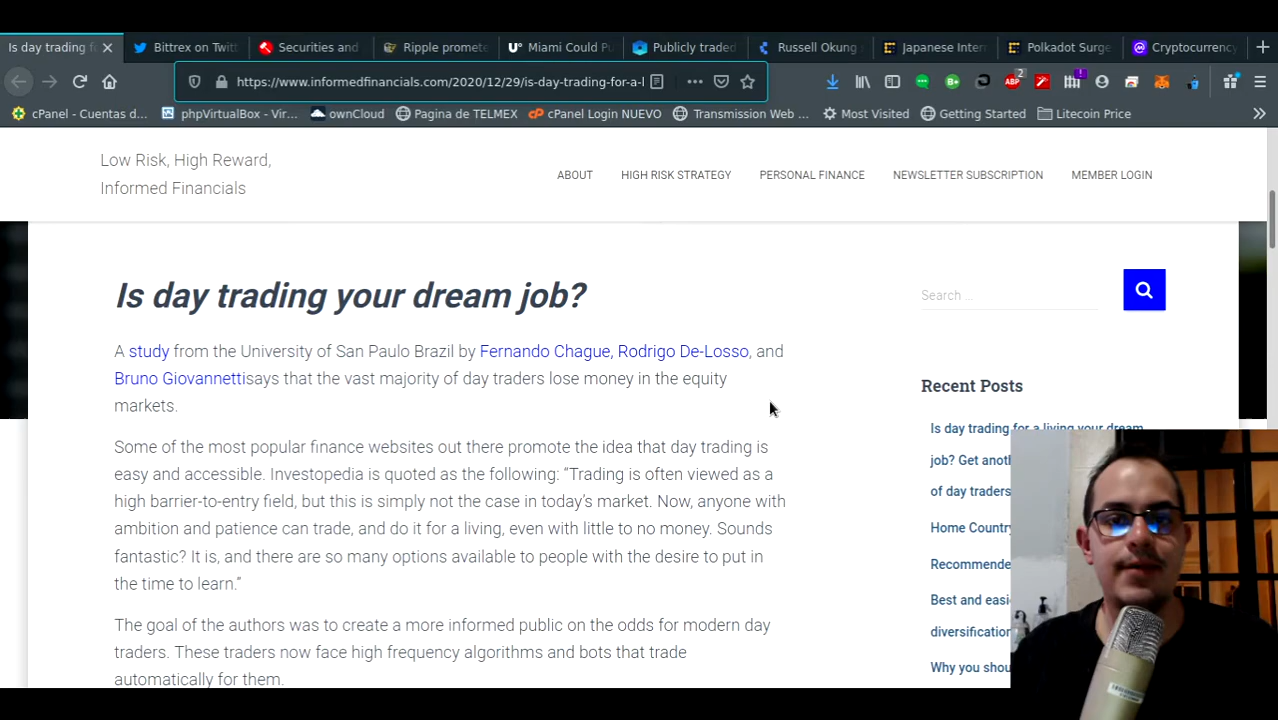 Is day trading f
Bittrex on Twitt
Securities and
Ripple promete
Miami Could Pu
Publicly traded
Russell Okung
Japanese Inter
Polkadot Surge
Cryptocurrency
https://www.informedfinancials.com/2020/12/29/is-day-trading-for-a-l
ABP
2
cPanel - Cuentas d...
phpVirtualBox - Vir...
ownCloud
Pagina de TELMEX
cPanel Login NUEVO
Transmission Web ...
Most Visited
Getting Started
Litecoin Price
Low Risk, High Reward,
Informed Financials
ABOUT
HIGH RISK STRATEGY
PERSONAL FINANCE
NEWSLETTER SUBSCRIPTION
MEMBER LOGIN
Is day trading your dream job?
A study from the University of San Paulo Brazil by Fernando Chague, Rodrigo De-Losso, and
Bruno Giovannettisays that the vast majority of day traders lose money in the equity
markets.
Some of the most popular finance websites out there promote the idea that day trading is
easy and accessible. Investopedia is quoted as the following: “Trading is often viewed as a
high barrier-to-entry field, but this is simply not the case in today’s market. Now, anyone with
ambition and patience can trade, and do it for a living, even with little to no money. Sounds
fantastic? It is, and there are so many options available to people with the desire to put in
the time to learn.”
The goal of the authors was to create a more informed public on the odds for modern day
traders. These traders now face high frequency algorithms and bots that trade
automatically for them.
Search ...
Recent Posts
Is day trading for a living your dream
job? Get anoth
of day traders
Home Country
Recommende
Best and easie
diversification
Why you shou